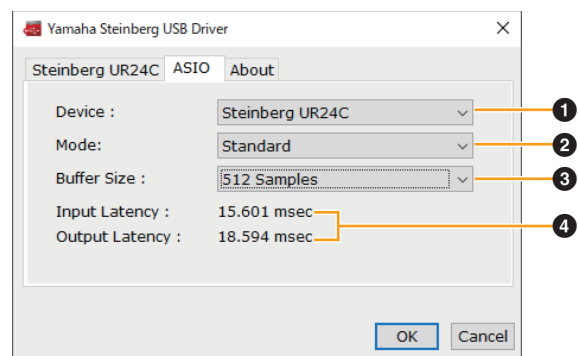 Yamaha Steinberg USB Driver
Steinberg UR24C ASIO About
Device : Steinberg UR24C 1
Mode: Standard 2
Buffer Size : 512 Samples 3
Input Latency : 15.601 msec
Output Latency : 18.594 msec 4
OK Cancel